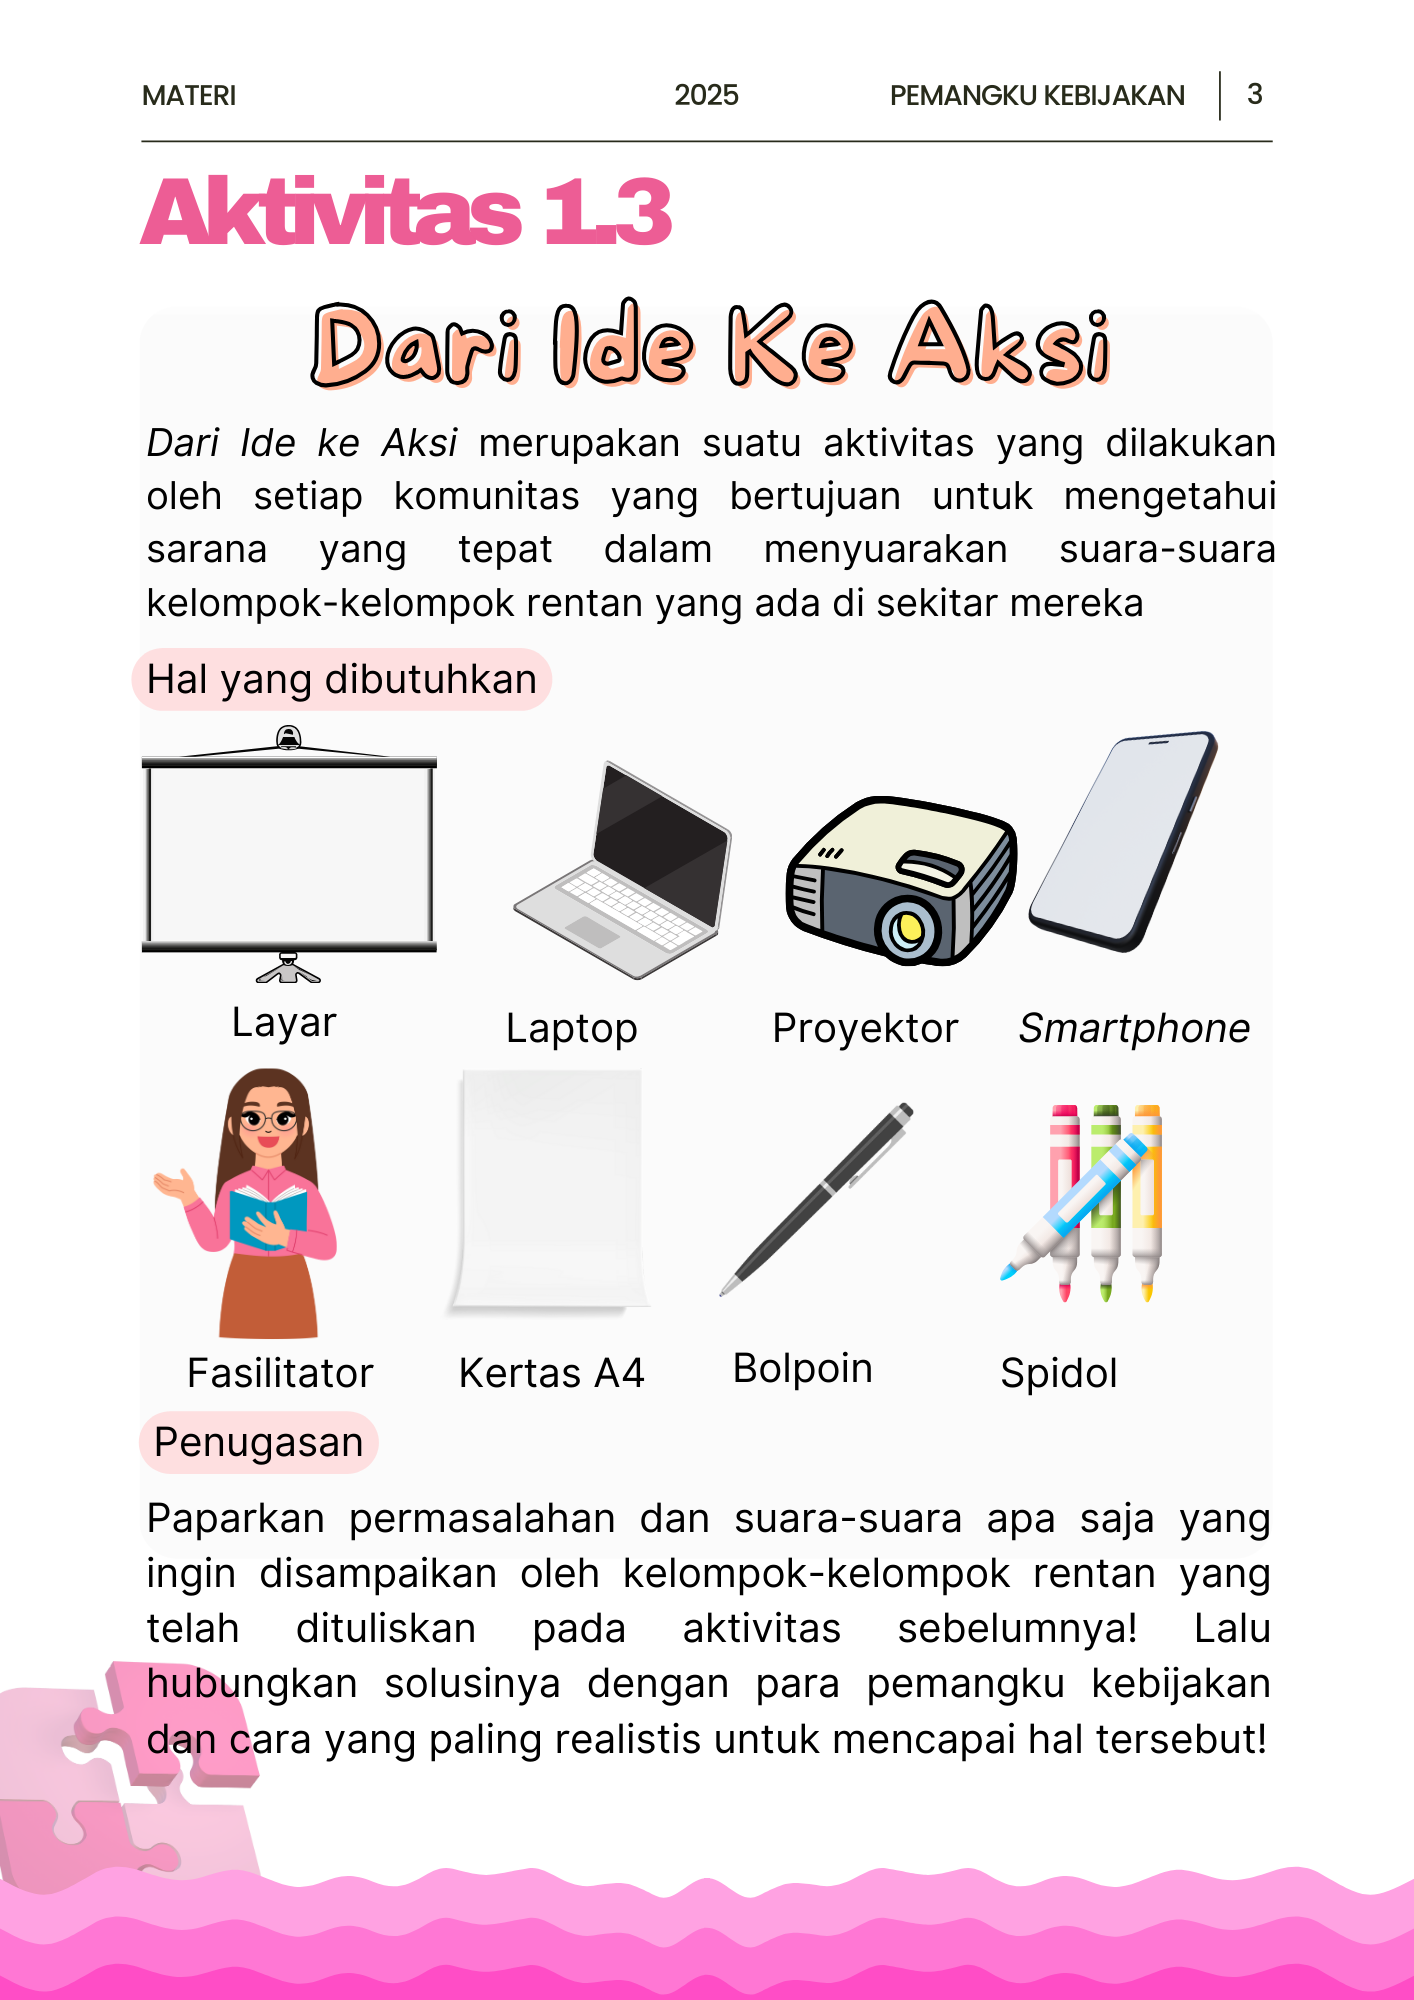 MATERI 2025 PEMANGKU KEBIJAKAN 3
Aktivitas 1.3
Dari Ide Ke Aksi
Dari Ide ke Aksi merupakan suatu aktivitas yang dilakukan
oleh setiap komunitas yang bertujuan untuk mengetahui
sarana yang tepat dalam menyuarakan suara-suara
kelompok-kelompok rentan yang ada di sekitar mereka
Hal yang dibutuhkan
Layar Laptop Proyektor Smartphone
Fasilitator Kertas A4 Bolpoin Spidol
Penugasan
Paparkan permasalahan dan suara-suara apa saja yang
ingin disampaikan oleh kelompok-kelompok rentan yang
telah dituliskan pada aktivitas sebelumnya! Lalu
hubungkan solusinya dengan para pemangku kebijakan
dan cara yang paling realistis untuk mencapai hal tersebut!